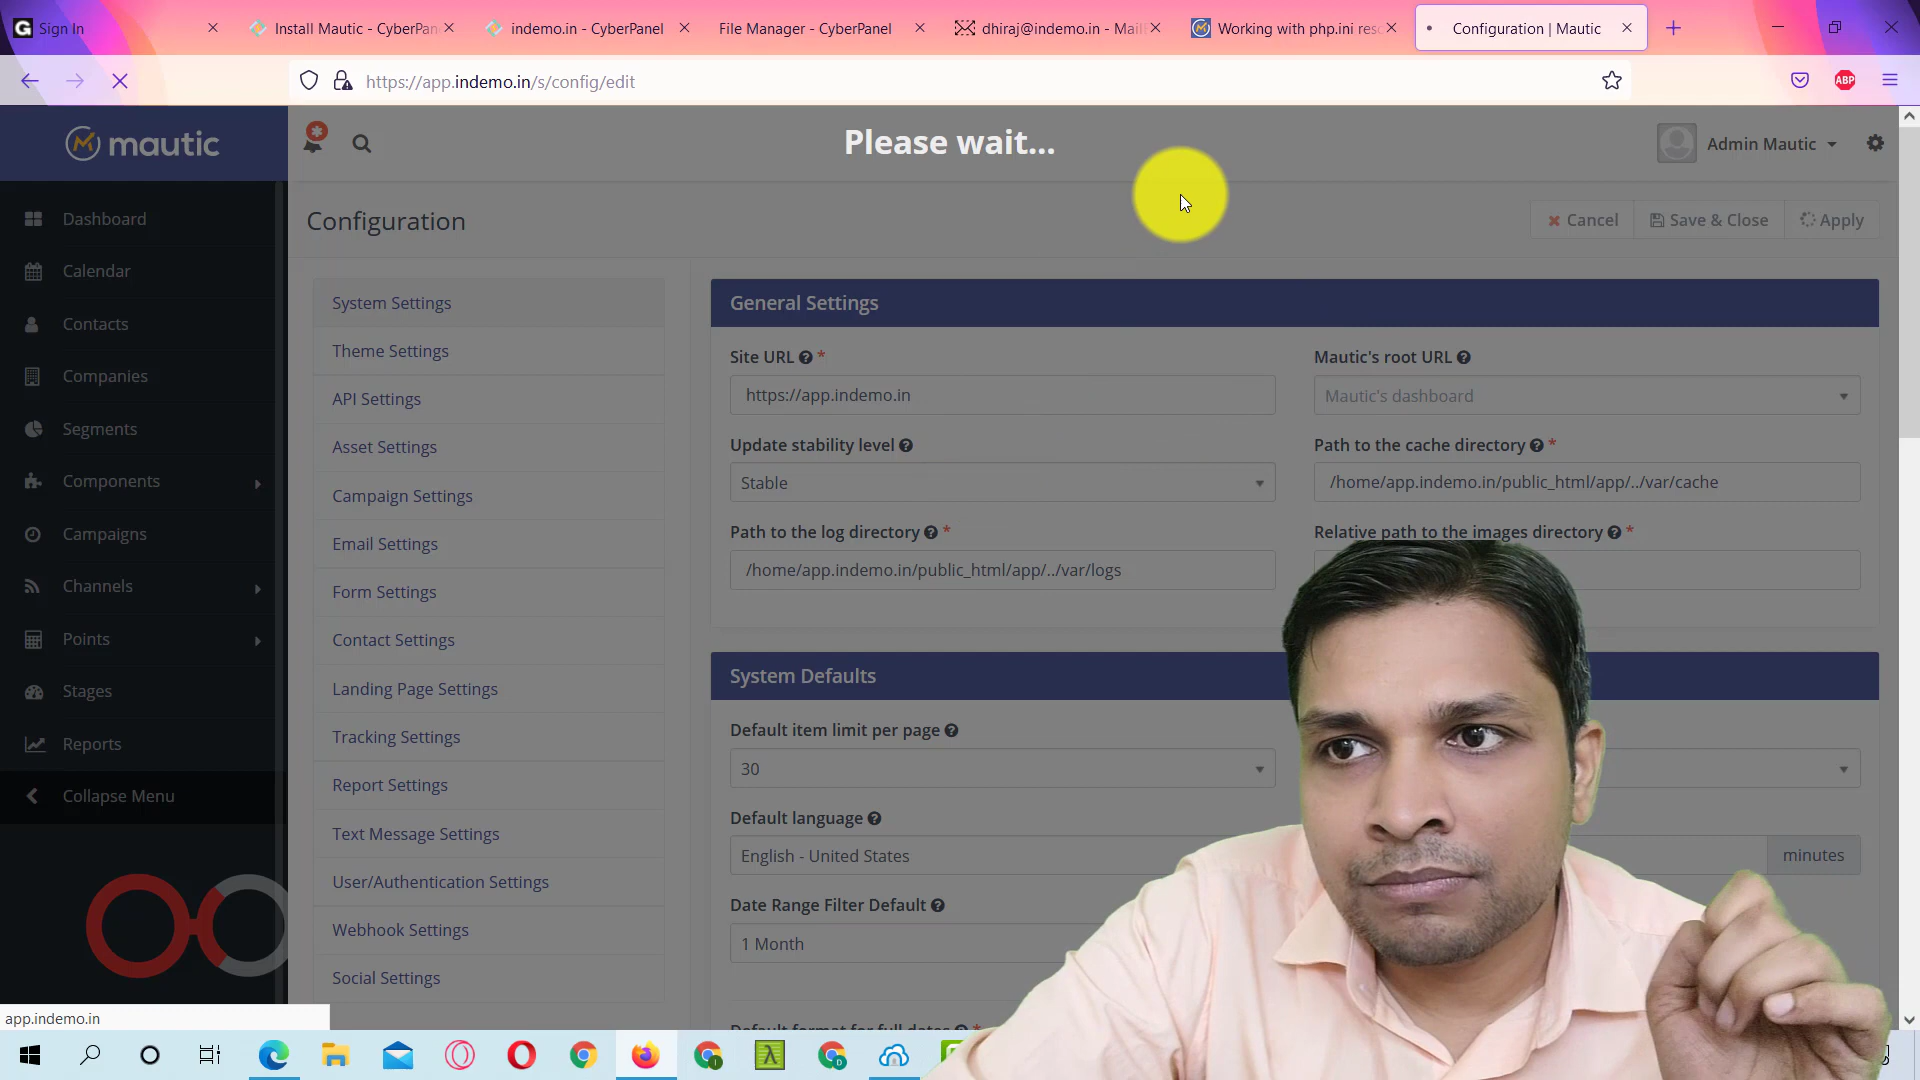 Sign In
Install Mautic - CyberPan
indemo.in - CyberPanel
File Manager - CyberPanel
dhiraj@indemo.in - Mail
Working with php.ini reso
Configuration | Mautic
https://app.indemo.in/s/config/edit
ABP
mautic
Please wait...
Admin Mautic
Configuration
Cancel
Save & Close
Apply
Dashboard
Calendar
Contacts
Companies
Segments
Components
Campaigns
Channels
Points
Stages
Reports
Collapse Menu
System Settings
Theme Settings
API Settings
Asset Settings
Campaign Settings
Email Settings
Form Settings
Contact Settings
Landing Page Settings
Tracking Settings
Report Settings
Text Message Settings
User/Authentication Settings
Webhook Settings
Social Settings
General Settings
Site URL *
https://app.indemo.in
Mautic's root URL
Mautic's dashboard
Update stability level
Stable
Path to the cache directory *
/home/app.indemo.in/public_html/app/../var/cache
Path to the log directory *
/home/app.indemo.in/public_html/app/../var/logs
Relative path to the images directory *
System Defaults
Default item limit per page
30
Default language
English - United States
minutes
Date Range Filter Default
1 Month
Default format for full dates *
app.indemo.in